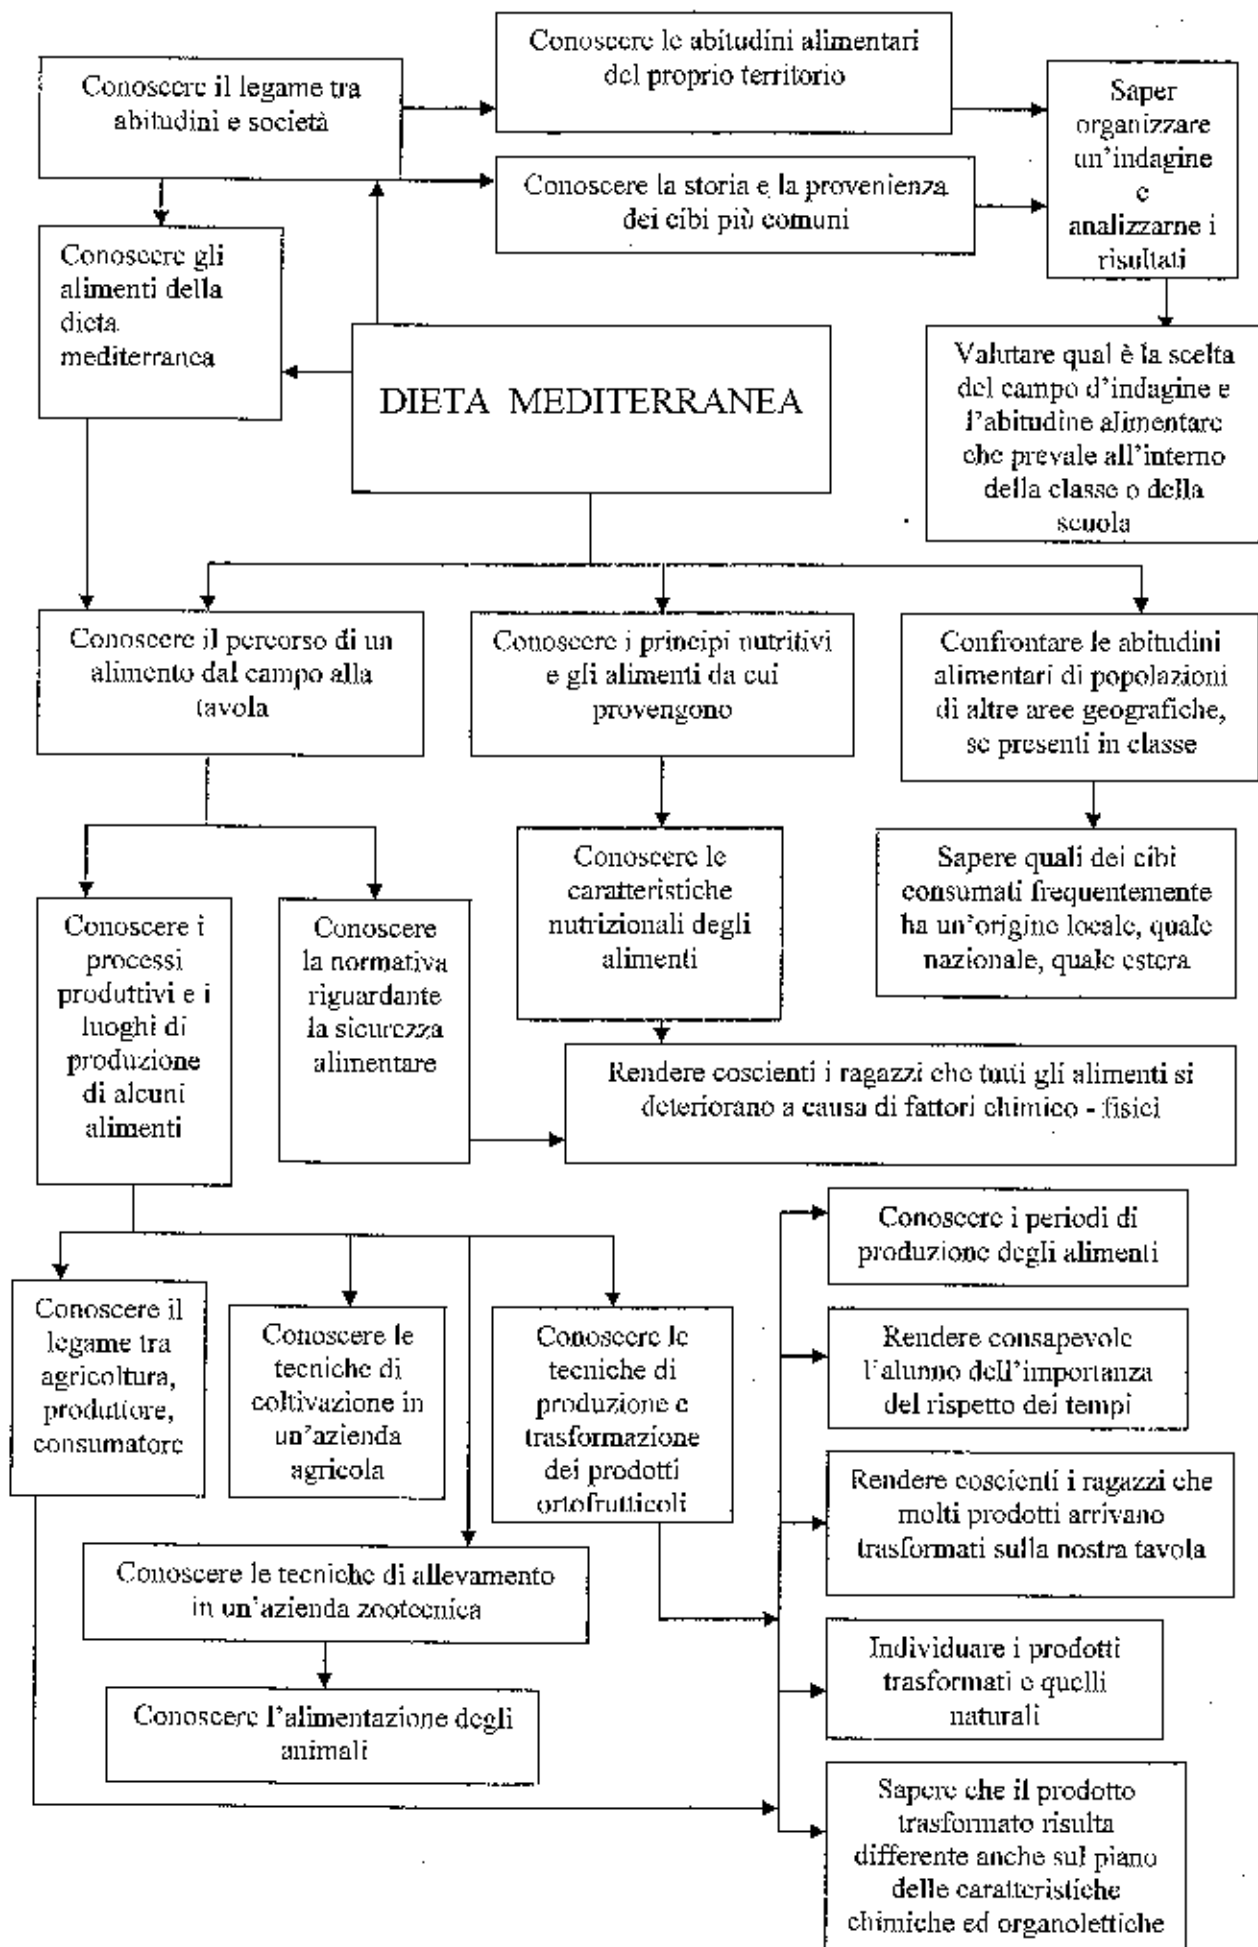 Conoscere le abitudini alimentari
del proprio territorio
Conoscere il legame tra
abitudini e società
Saper
organizzare
un'indagine
e
analizzarne i
risultati
Conoscere la storia e la provenienza
dei cibi più comuni
Conoscere gli
alimenti della
dieta
mediterranea
DIETA MEDITERRANEA
Valutare qual è la scelta
del campo d'indagine e
l'abitudine alimentare
che prevale all'interno
della classe o della
scuola
Conoscere il percorso di un
alimento dal campo alla
tavola
Conoscere i principi nutritivi
e gli alimenti da cui
provengono
Confrontare le abitudini
alimentari di popolazioni
di altre aree geografiche,
se presenti in classe
Conoscere i
processi
produttivi e i
luoghi di
produzione
di alcuni
alimenti
Conoscere
la normativa
riguardante
la sicurezza
alimentare
Conoscere le
caratteristiche
nutrizionali degli
alimenti
Sapere quali dei cibi
consumati frequentemente
ha un'origine locale, quale
nazionale, quale estera
Rendere coscienti i ragazzi che tutti gli alimenti si
deteriorano a causa di fattori chimico - fisici
Conoscere il
legame tra
agricoltura,
produttore,
consumatore
Conoscere le
tecniche di
coltivazione in
un'azienda
agricola
Conoscere le
tecniche di
produzione e
trasformazione
dei prodotti
ortofrutticoli
Conoscere le tecniche di allevamento
in un'azienda zootecnica
Conoscere l'alimentazione degli
animali
Conoscere i periodi di
produzione degli alimenti
Rendere consapevole
l'alunno dell'importanza
del rispetto dei tempi
Rendere coscienti i ragazzi che
molti prodotti arrivano
trasformati sulla nostra tavola
Individuare i prodotti
trasformati e quelli
naturali
Sapere che il prodotto
trasformato risulta
differente anche sul piano
delle caratteristiche
chimiche ed organolettiche